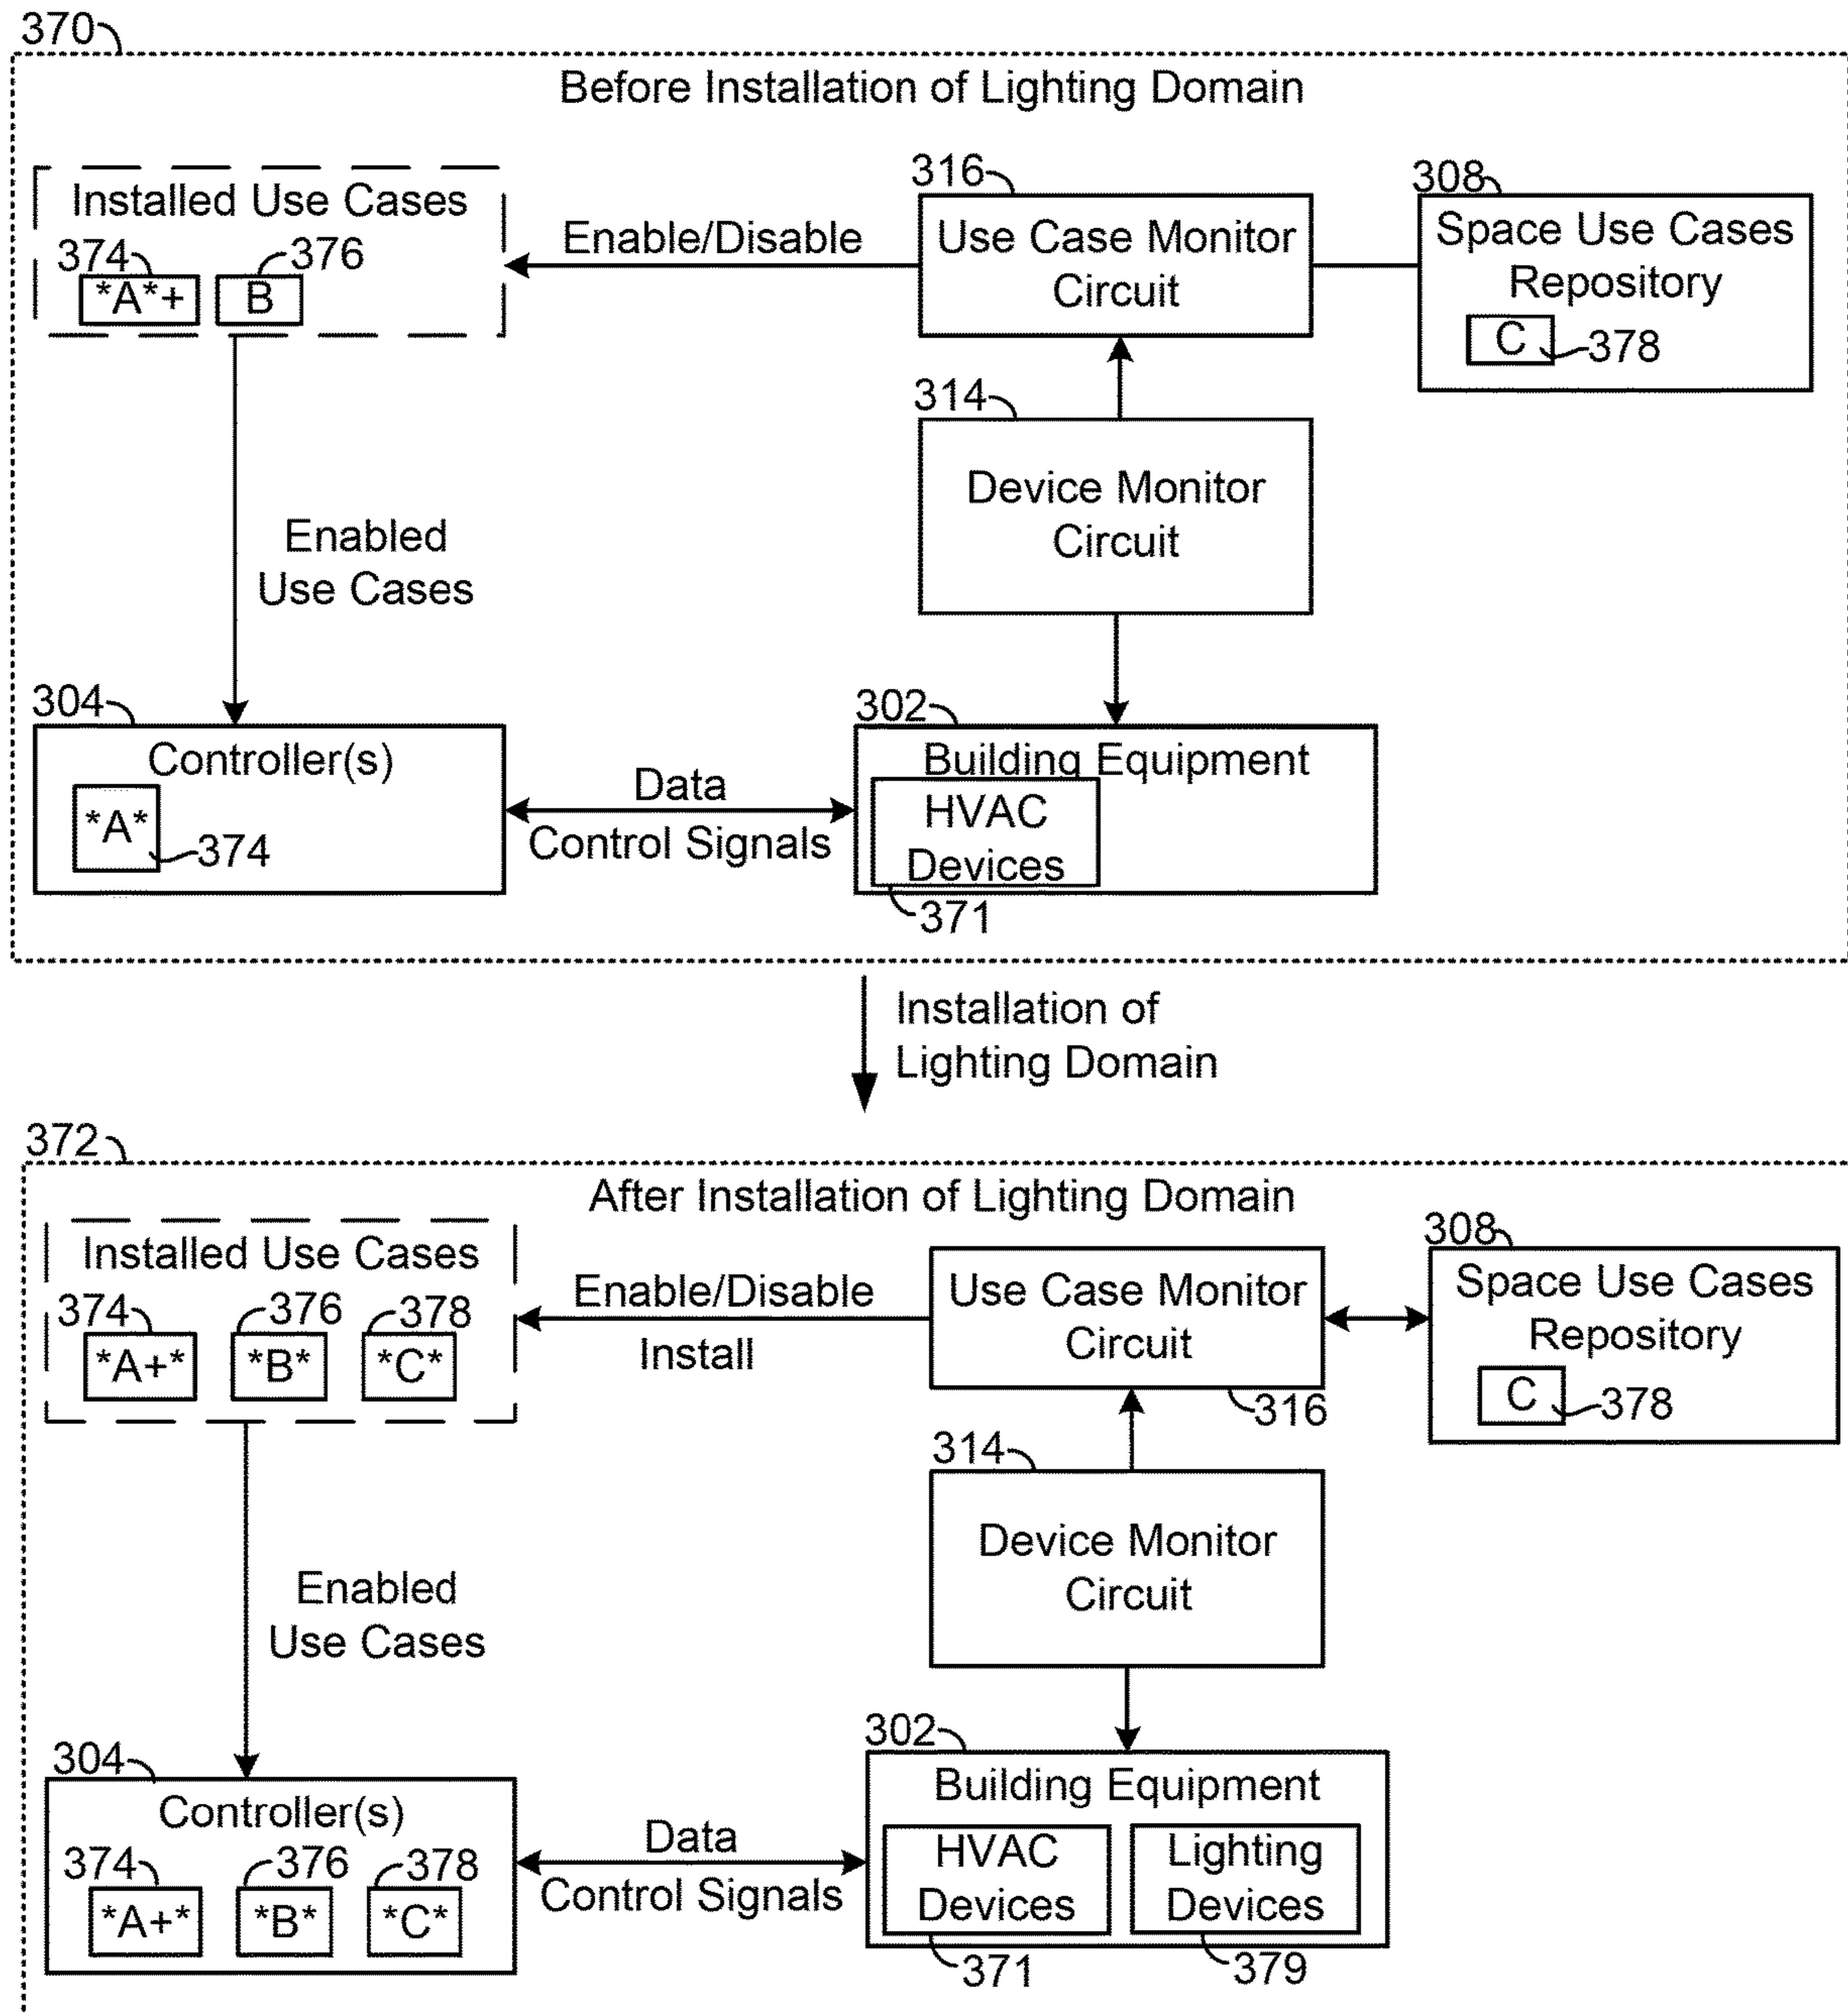 370
Before Installation of Lighting Domain
Installed Use Cases
374
376
*A*+
B
Enable/Disable
316
Use Case Monitor
Circuit
308
Space Use Cases
Repository
C
378
314
Device Monitor
Circuit
Enabled
Use Cases
304
Controller(s)
*A*
374
Data
Control Signals
302
Building Equipment
HVAC
Devices
371
Installation of
Lighting Domain
372
After Installation of Lighting Domain
Installed Use Cases
374
376
378
*A+*
*B*
*C*
Enable/Disable
Install
Use Case Monitor
Circuit
316
308
Space Use Cases
Repository
C
378
314
Device Monitor
Circuit
Enabled
Use Cases
304
Controller(s)
374
376
378
*A+*
*B*
*C*
Data
Control Signals
302
Building Equipment
HVAC
Devices
371
Lighting
Devices
379